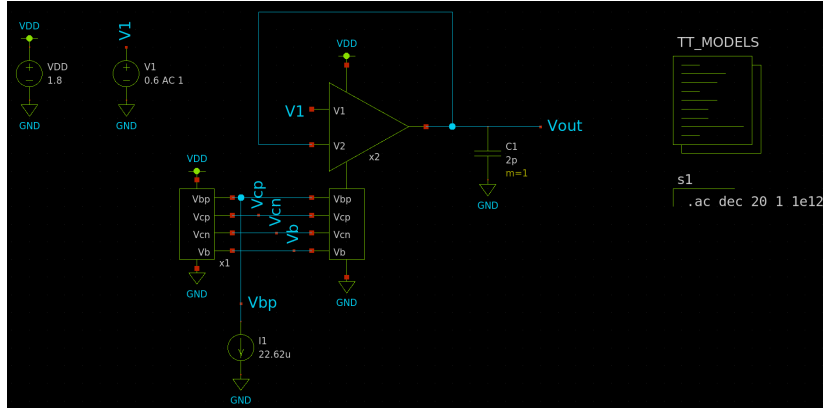 VDD
VDD
1.8
GND
V1
V1
0.6 AC 1
GND
VDD
V1
V1
V2
x2
Vout
C1
2p
m=1
GND
TT_MODELS
s1
.ac dec 20 1 1e12
VDD
Vbp
Vcp
Vcn
Vb
x1
GND
Vcp
Vcn
Vb
Vbp
Vcp
Vcn
Vb
GND
Vbp
I1
22.62u
GND